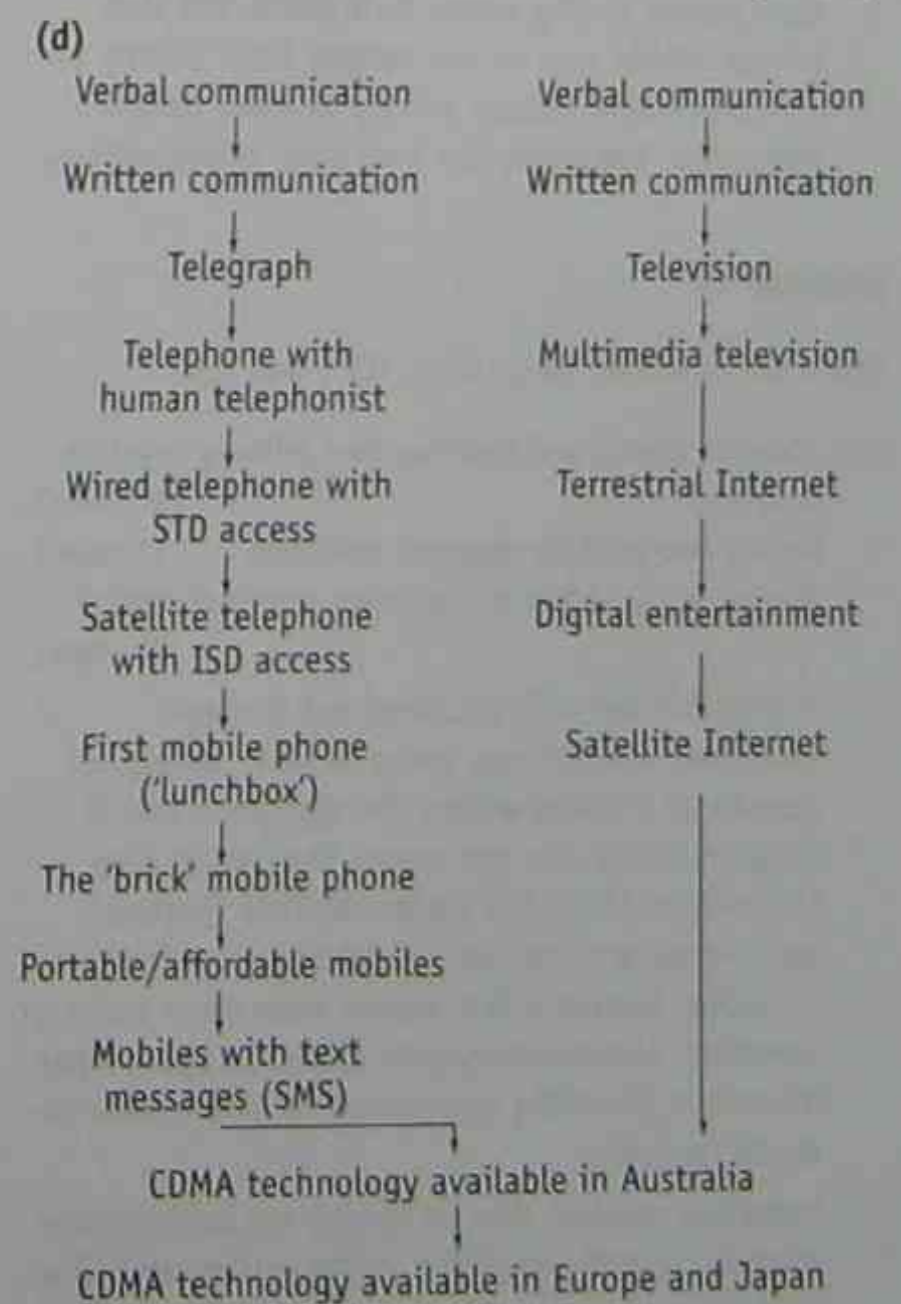 (d)
Verbal communication
Written communication
Telegraph
Telephone with
human telephonist
Wired telephone with
STD access
Satellite telephone
with ISD access
First mobile phone
('lunchbox')
The 'brick' mobile phone
Portable/affordable mobiles
Mobiles with text
messages (SMS)
Verbal communication
Written communication
Television
Multimedia television
Terrestrial Internet
Digital entertainment
Satellite Internet
CDMA technology available in Australia
CDMA technology available in Europe and Japan